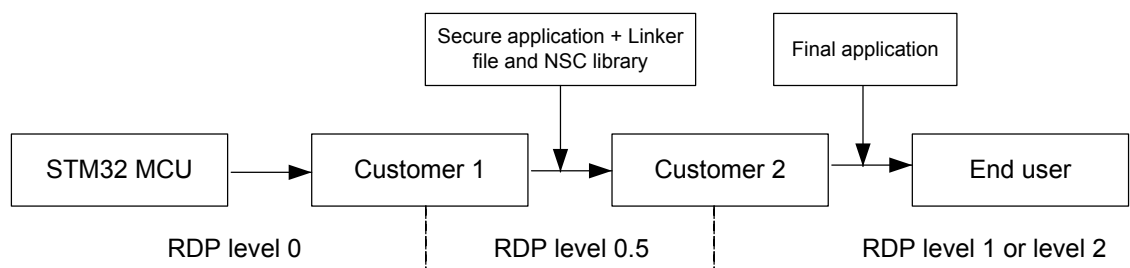 Secure application + Linker
file and NSC library
Final application
STM32 MCU
Customer 1
Customer 2
End user
RDP level 0
RDP level 0.5
RDP level 1 or level 2